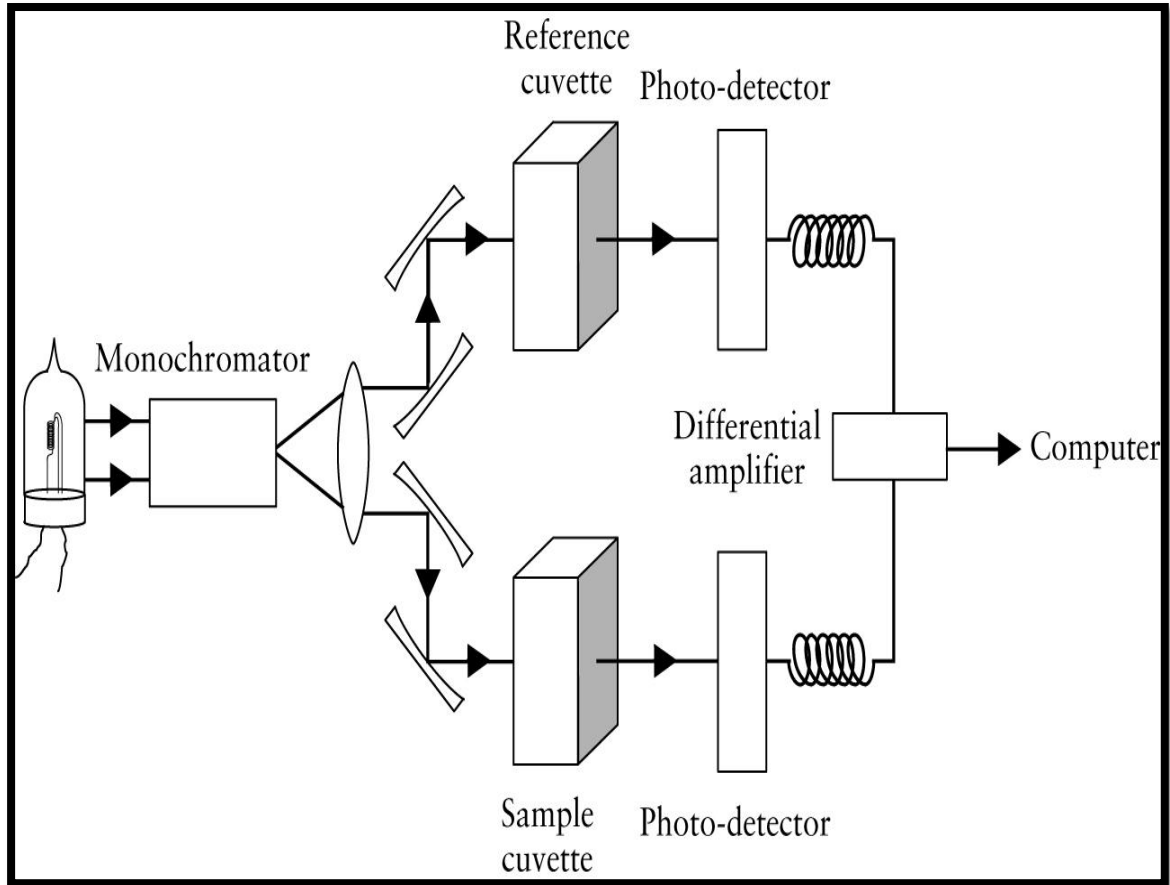 Reference
cuvette
Photo-detector
Monochromator
Differential
amplifier
Computer
Sample
cuvette
Photo-detector